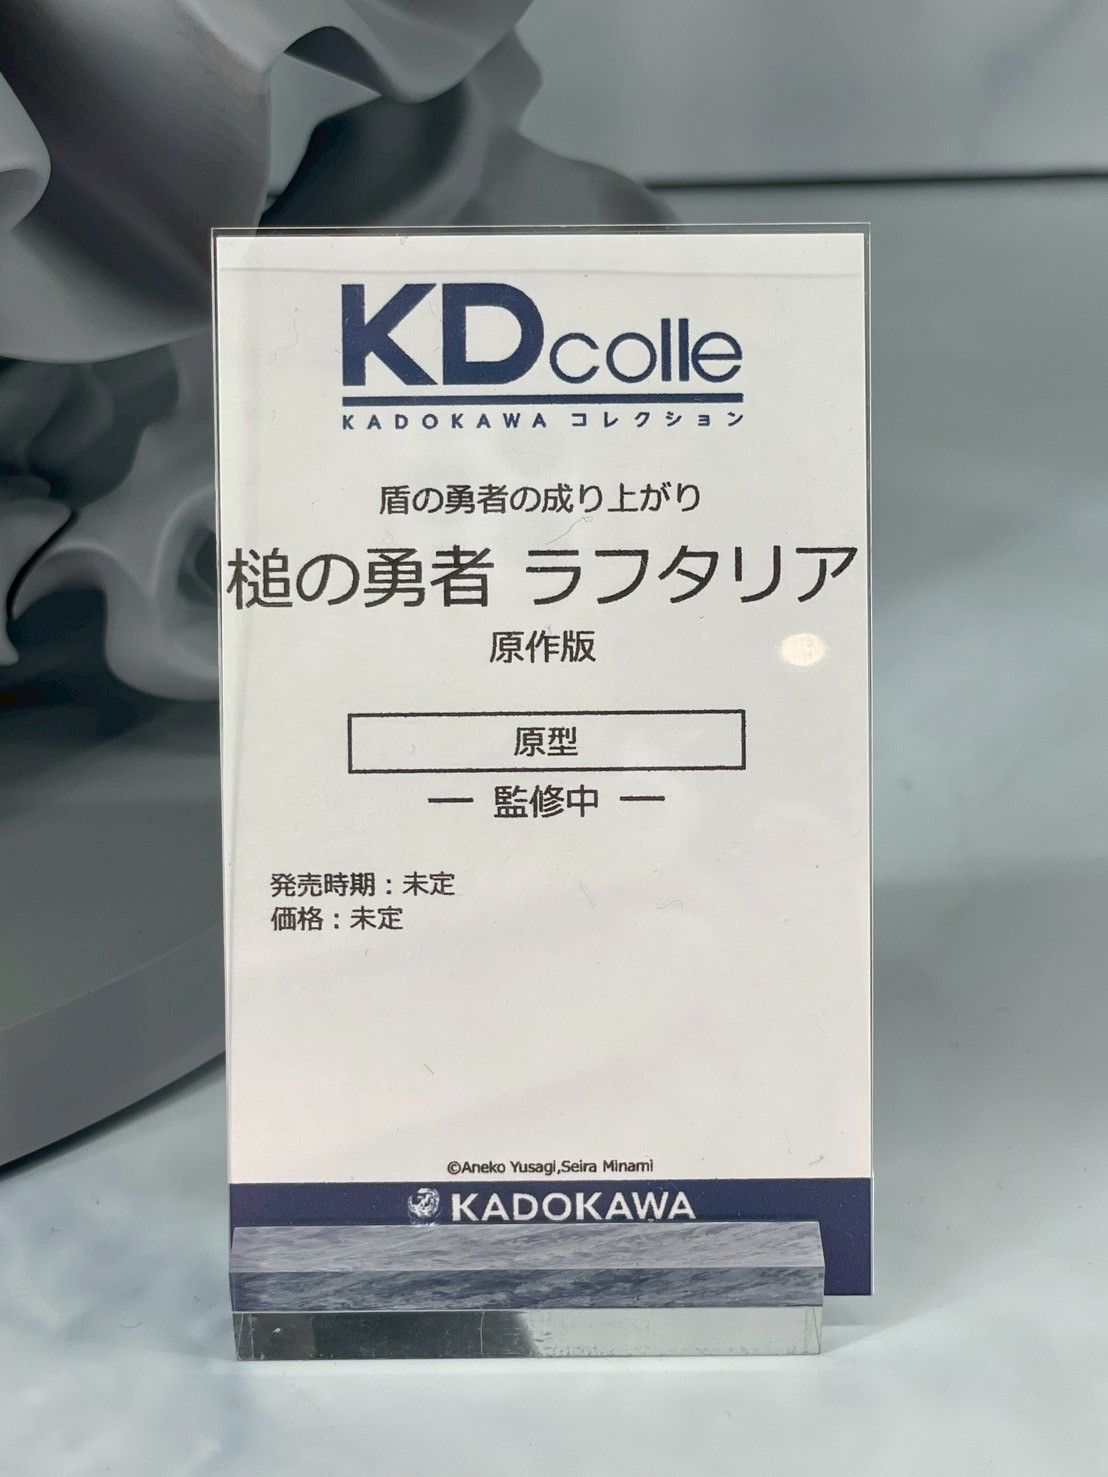 KDcolle
KADOKAWA コレクション
盾の勇者の成り上がり
槌の勇者 ラフタリア
原作版
原型
― 監修中 ―
発売時期：未定
価格：未定
©Aneko Yusagi,Seira Minami
KADOKAWA